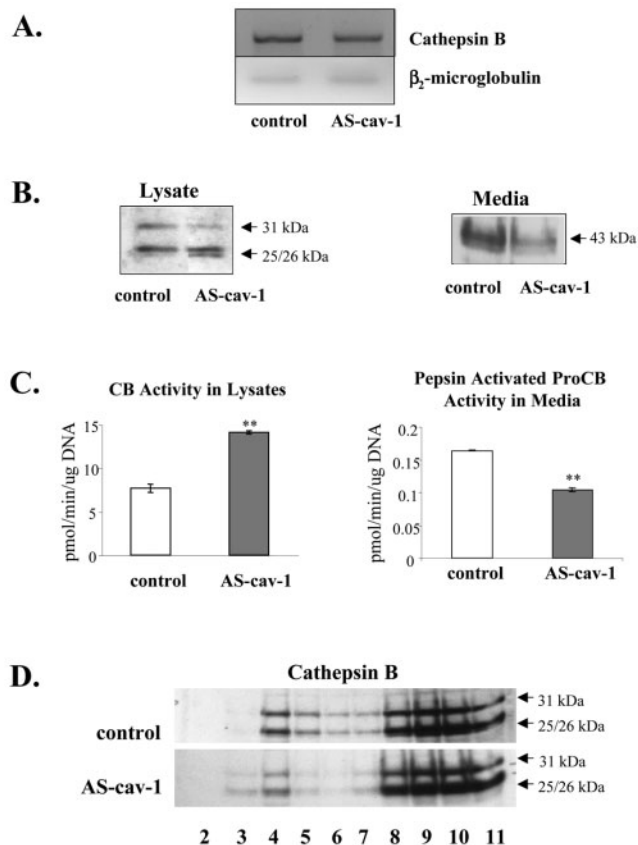 A.
Cathepsin B
β2-microglobulin
control AS-cav-1
B.
Lysate
31 kDa
25/26 kDa
control AS-cav-1
Media
43 kDa
control AS-cav-1
C.
CB Activity in Lysates
pmol/min/ug DNA
15
10
5
0
**
control AS-cav-1
Pepsin Activated ProCB
Activity in Media
pmol/min/ug DNA
0.2
0.15
0.1
0.05
0
**
control AS-cav-1
D.
Cathepsin B
control
31 kDa
25/26 kDa
AS-cav-1
31 kDa
25/26 kDa
2 3 4 5 6 7 8 9 10 11